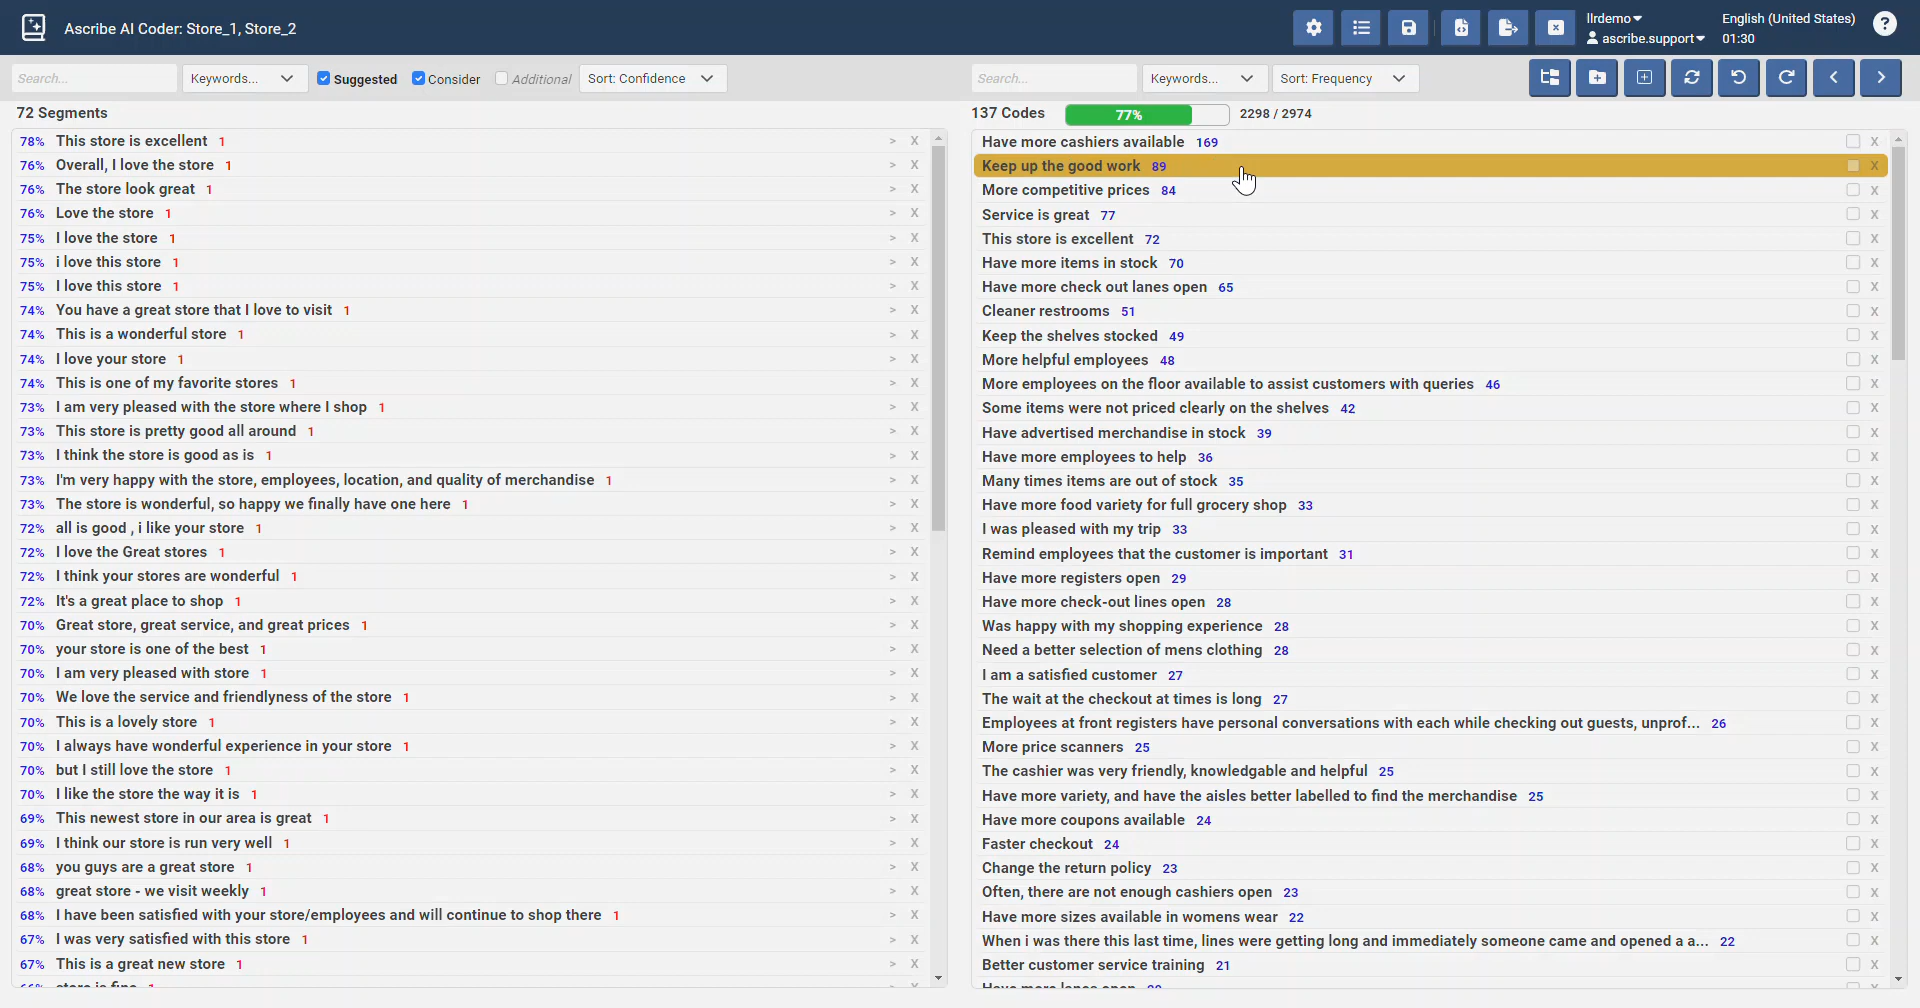 Ascribe AI Coder: Store_1, Store_2
llrdemo
ascribe.support
English (United States)
01:30
?
Search...
Keywords...
Suggested
Consider
Additional
Sort: Confidence
Search...
Keywords...
Sort: Frequency
72 Segments
78% This store is excellent 1 > X
76% Overall, I love the store 1 > X
76% The store look great 1 > X
76% Love the store 1 > X
75% I love the store 1 > X
75% i love this store 1 > X
75% I love this store 1 > X
74% You have a great store that I love to visit 1 > X
74% This is a wonderful store 1 > X
74% I love your store 1 > X
74% This is one of my favorite stores 1 > X
73% I am very pleased with the store where I shop 1 > X
73% This store is pretty good all around 1 > X
73% I think the store is good as is 1 > X
73% I'm very happy with the store, employees, location, and quality of merchandise 1 > X
73% The store is wonderful, so happy we finally have one here 1 > X
72% all is good , i like your store 1 > X
72% I love the Great stores 1 > X
72% I think your stores are wonderful 1 > X
72% It's a great place to shop 1 > X
70% Great store, great service, and great prices 1 > X
70% your store is one of the best 1 > X
70% I am very pleased with store 1 > X
70% We love the service and friendlyness of the store 1 > X
70% This is a lovely store 1 > X
70% I always have wonderful experience in your store 1 > X
70% but I still love the store 1 > X
70% I like the store the way it is 1 > X
69% This newest store in our area is great 1 > X
69% I think our store is run very well 1 > X
68% you guys are a great store 1 > X
68% great store - we visit weekly 1 > X
68% I have been satisfied with your store/employees and will continue to shop there 1 > X
67% I was very satisfied with this store 1 > X
67% This is a great new store 1 > X
66% store is fine 1
137 Codes 77% 2298 / 2974
Have more cashiers available 169 X
Keep up the good work 89 X
More competitive prices 84 X
Service is great 77 X
This store is excellent 72 X
Have more items in stock 70 X
Have more check out lanes open 65 X
Cleaner restrooms 51 X
Keep the shelves stocked 49 X
More helpful employees 48 X
More employees on the floor available to assist customers with queries 46 X
Some items were not priced clearly on the shelves 42 X
Have advertised merchandise in stock 39 X
Have more employees to help 36 X
Many times items are out of stock 35 X
Have more food variety for full grocery shop 33 X
I was pleased with my trip 33 X
Remind employees that the customer is important 31 X
Have more registers open 29 X
Have more check-out lines open 28 X
Was happy with my shopping experience 28 X
Need a better selection of mens clothing 28 X
I am a satisfied customer 27 X
The wait at the checkout at times is long 27 X
Employees at front registers have personal conversations with each while checking out guests, unprof... 26 X
More price scanners 25 X
The cashier was very friendly, knowledgable and helpful 25 X
Have more variety, and have the aisles better labelled to find the merchandise 25 X
Have more coupons available 24 X
Faster checkout 24 X
Change the return policy 23 X
Often, there are not enough cashiers open 23 X
Have more sizes available in womens wear 22 X
When i was there this last time, lines were getting long and immediately someone came and opened a a... 22 X
Better customer service training 21 X
Have more lanes open 20